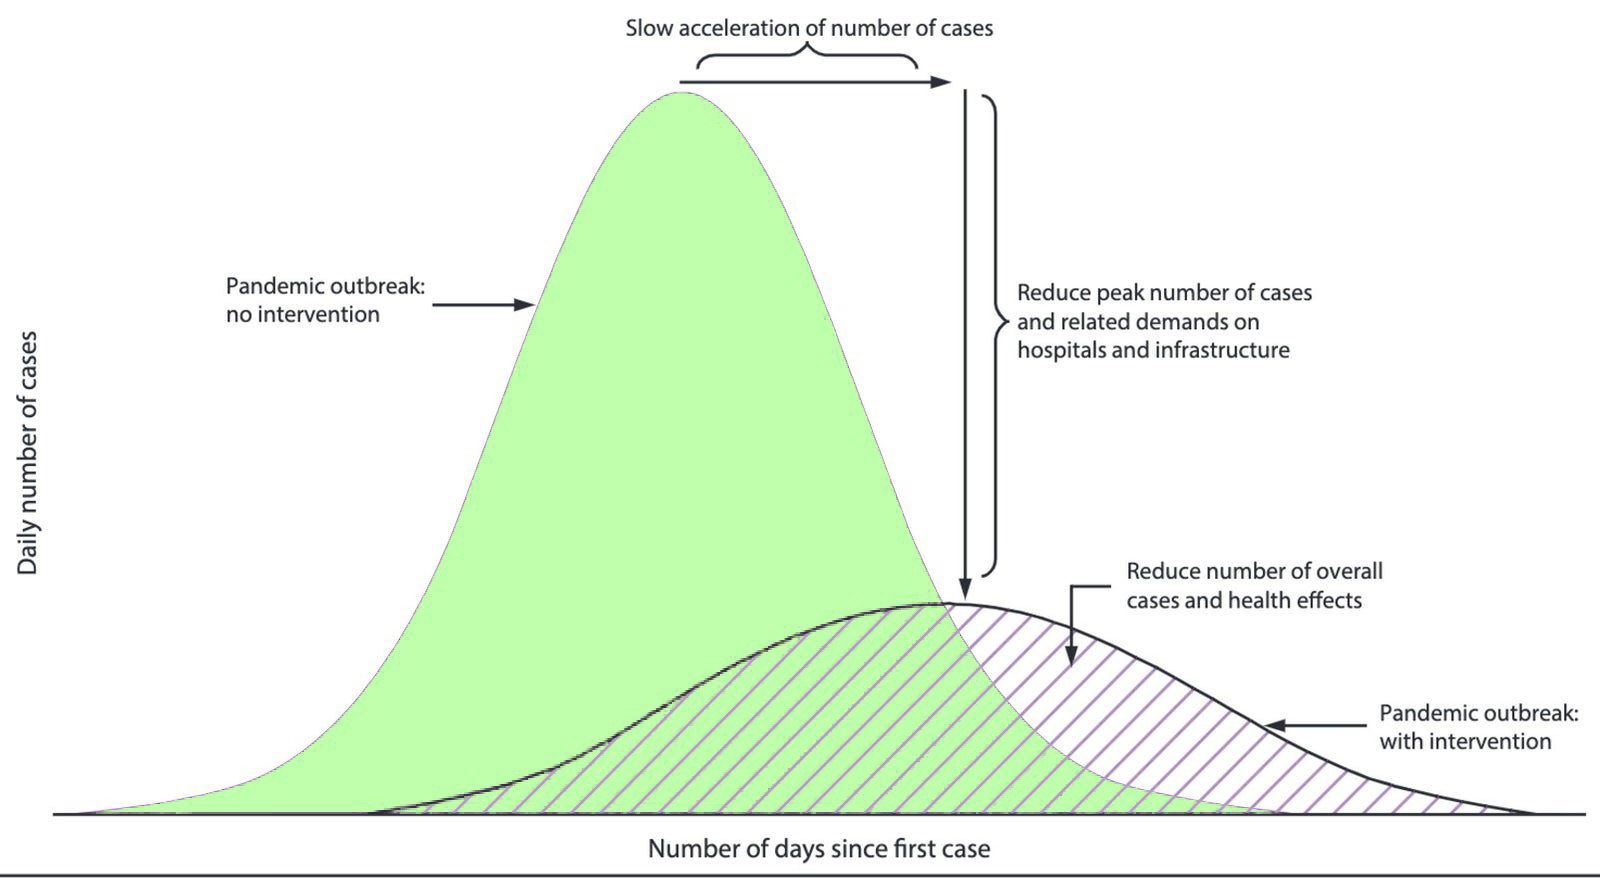 Slow acceleration of number of cases
Pandemic outbreak:
no intervention
Reduce peak number of cases
and related demands on
hospitals and infrastructure
Daily number of cases
Reduce number of overall
cases and health effects
Pandemic outbreak:
with intervention
Number of days since first case